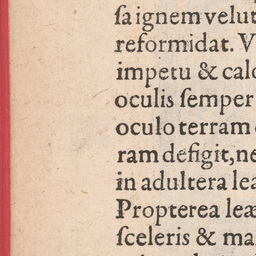 ſa ignem velut
reformidat. V
impetu & calo
oculis ſemper
oculo terram
ram defigit, ne
in adultera lea
Propterea leæ
ſceleris & ma